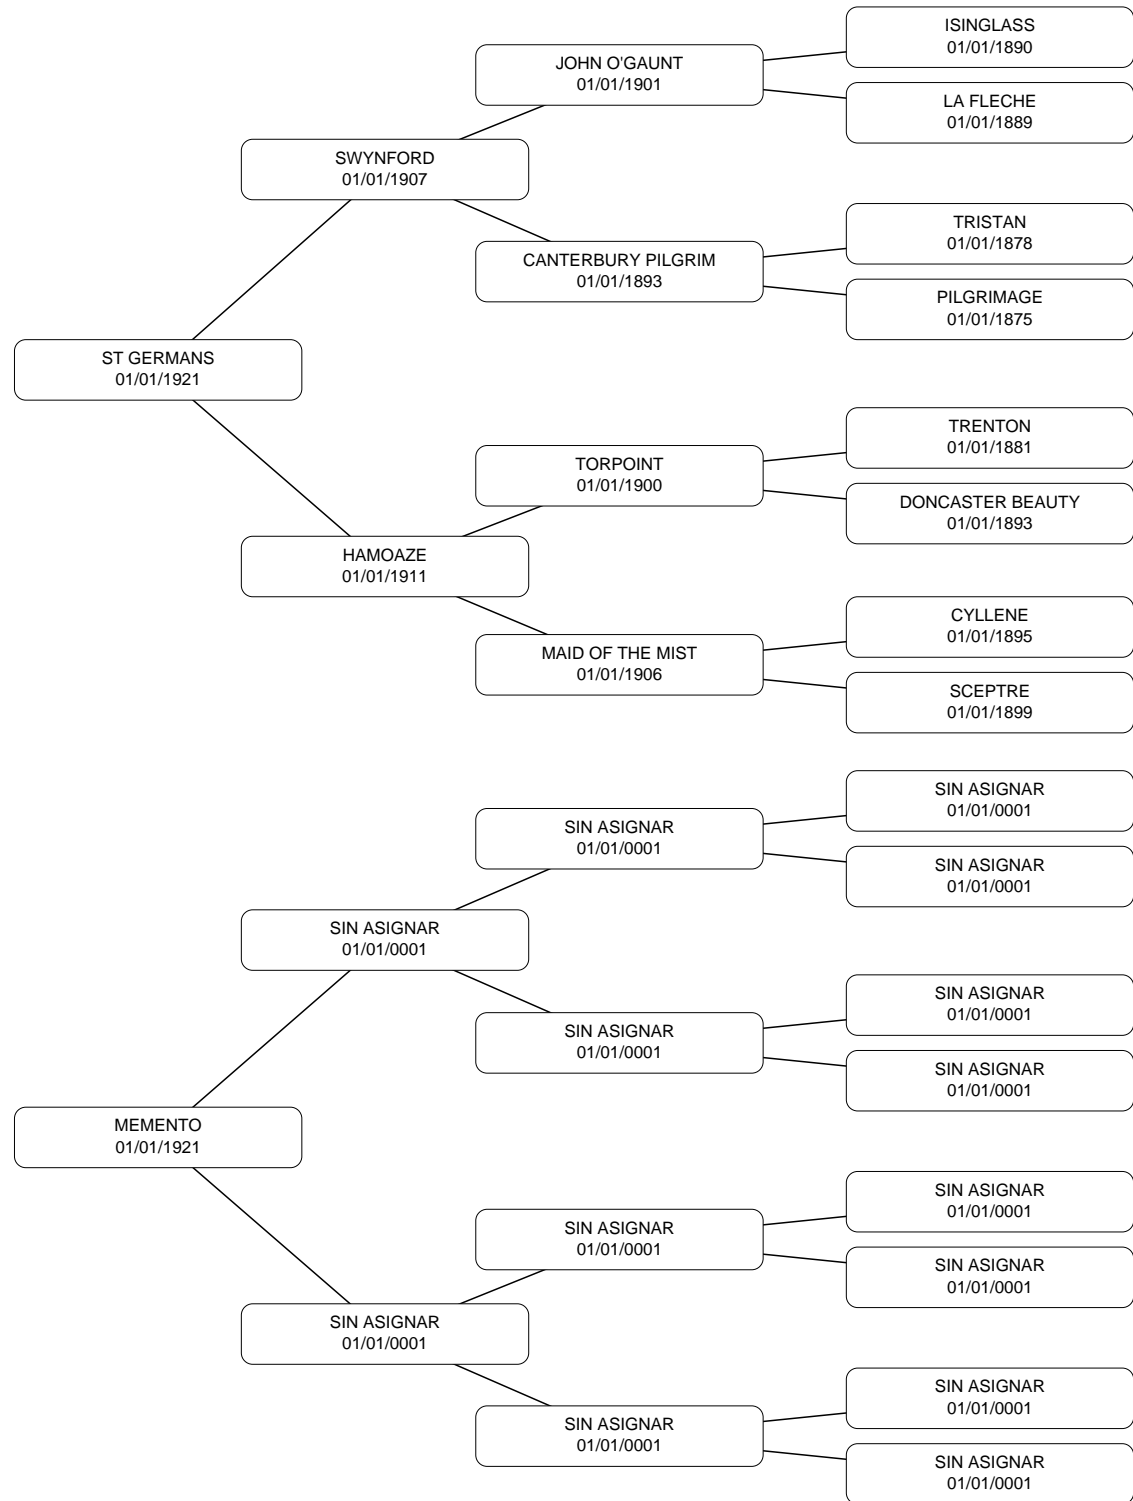 ISINGLASS
01/01/1890
JOHN O'GAUNT
01/01/1901
LA FLECHE
01/01/1889
SWYNFORD
01/01/1907
TRISTAN
01/01/1878
CANTERBURY PILGRIM
01/01/1893
PILGRIMAGE
01/01/1875
ST GERMANS
01/01/1921
TRENTON
01/01/1881
TORPOINT
01/01/1900
DONCASTER BEAUTY
01/01/1893
HAMOAZE
01/01/1911
CYLLENE
01/01/1895
MAID OF THE MIST
01/01/1906
SCEPTRE
01/01/1899
SIN ASIGNAR
01/01/0001
SIN ASIGNAR
01/01/0001
SIN ASIGNAR
01/01/0001
SIN ASIGNAR
01/01/0001
SIN ASIGNAR
01/01/0001
SIN ASIGNAR
01/01/0001
SIN ASIGNAR
01/01/0001
MEMENTO
01/01/1921
SIN ASIGNAR
01/01/0001
SIN ASIGNAR
01/01/0001
SIN ASIGNAR
01/01/0001
SIN ASIGNAR
01/01/0001
SIN ASIGNAR
01/01/0001
SIN ASIGNAR
01/01/0001
SIN ASIGNAR
01/01/0001